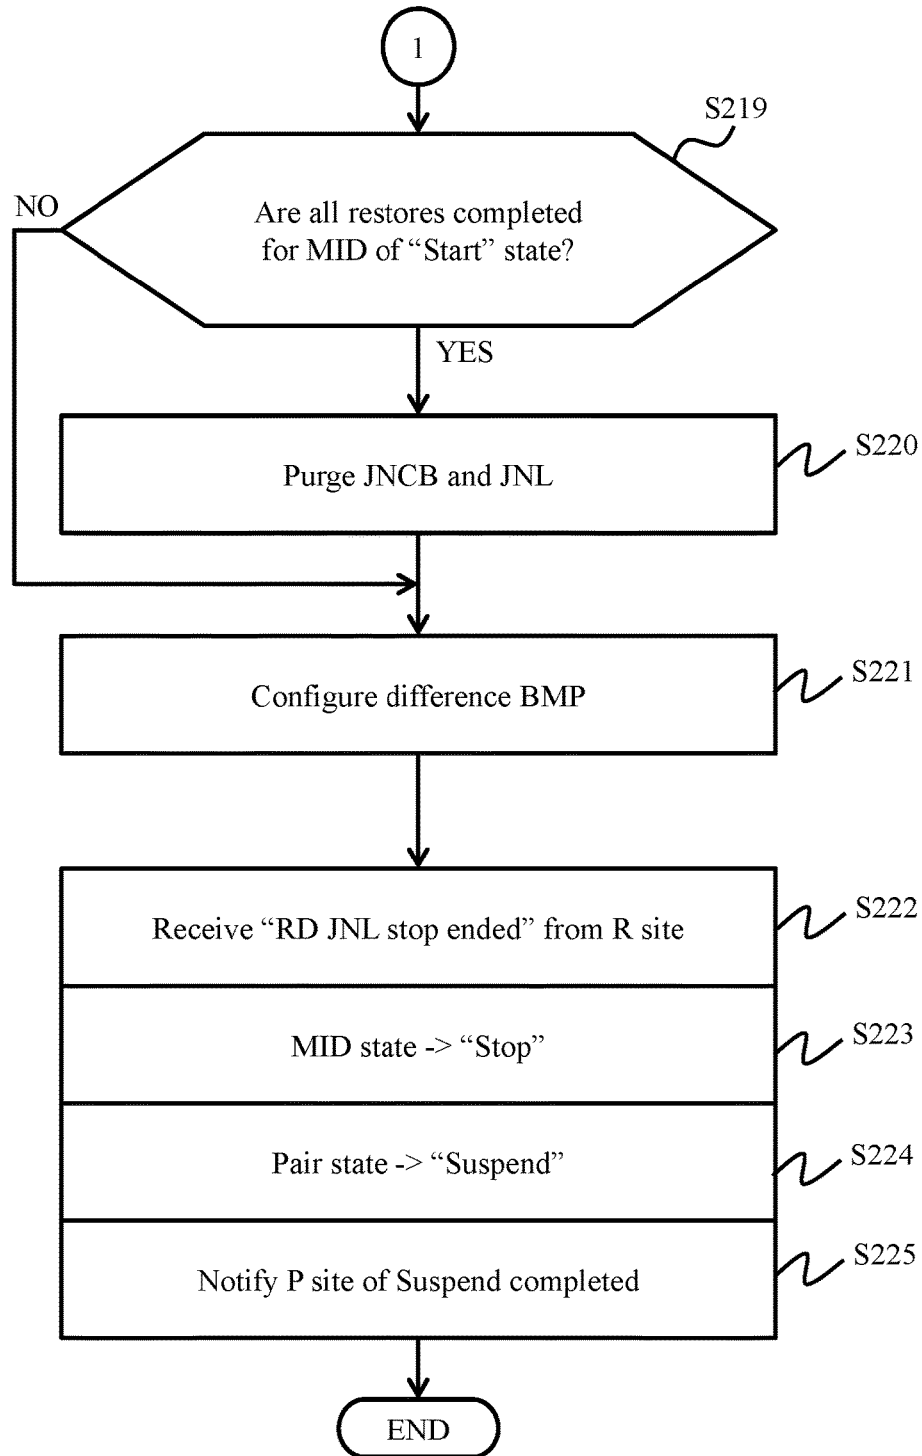 1
S219
NO
Are all restores completed
for MID of “Start” state?
YES
S220
Purge JNCB and JNL
S221
Configure difference BMP
S222
Receive “RD JNL stop ended” from R site
S223
MID state -> “Stop”
S224
Pair state -> “Suspend”
S225
Notify P site of Suspend completed
END